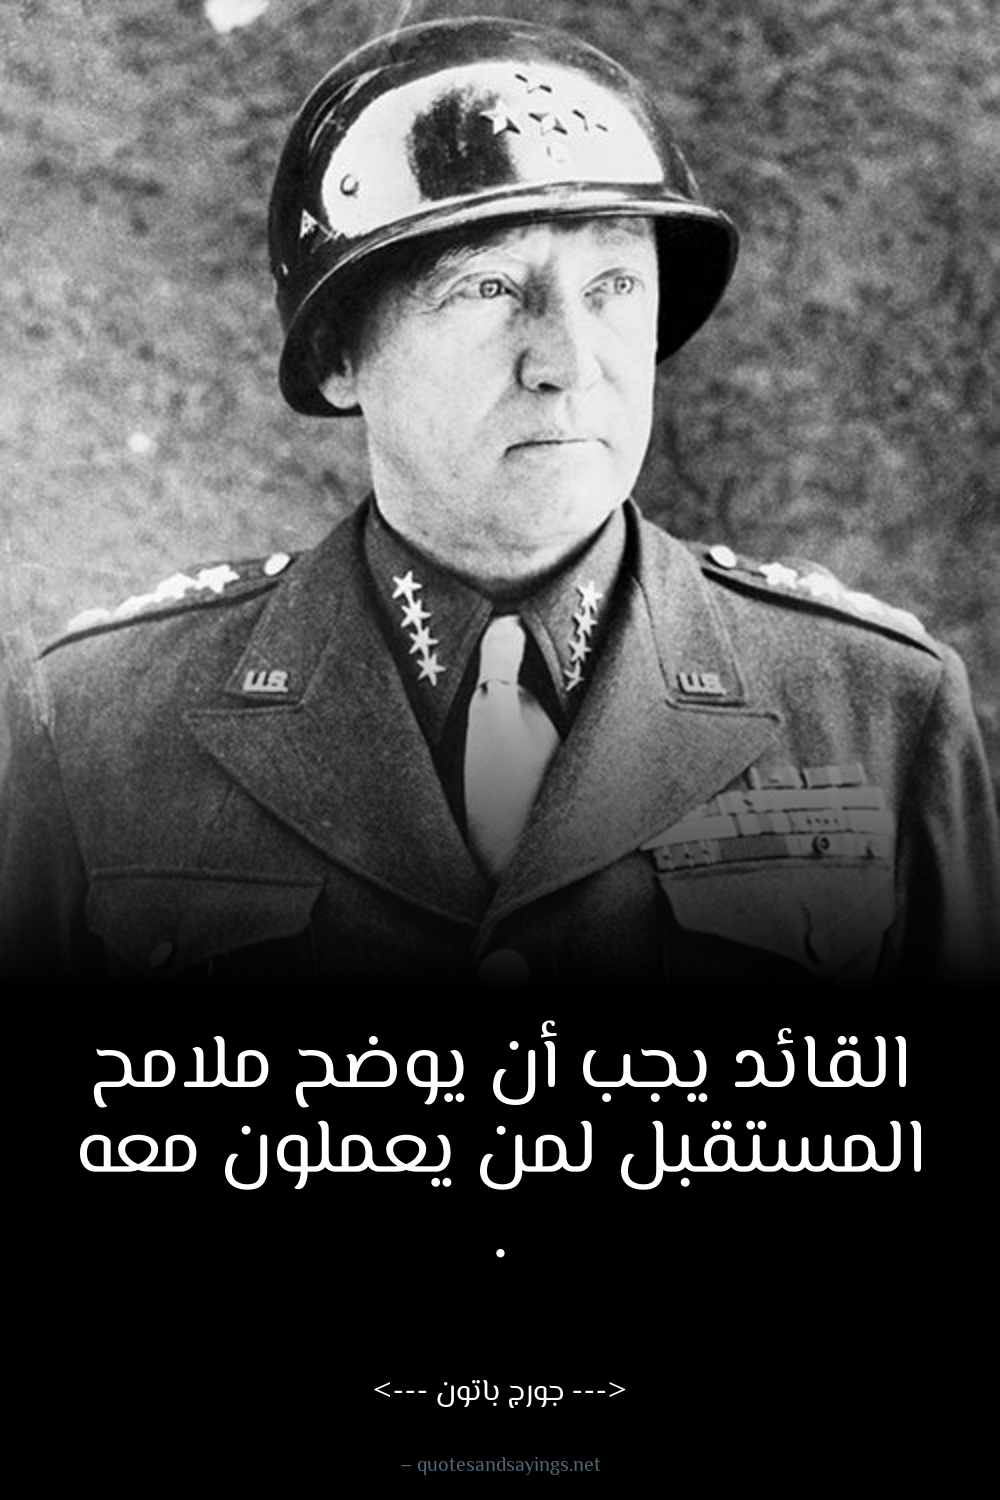 U.S.
U.S.
القائد يجب أن يوضح ملامح
المستقبل لمن يعملون معه
.
<--- جورج باتون --->
– quotesandsayings.net